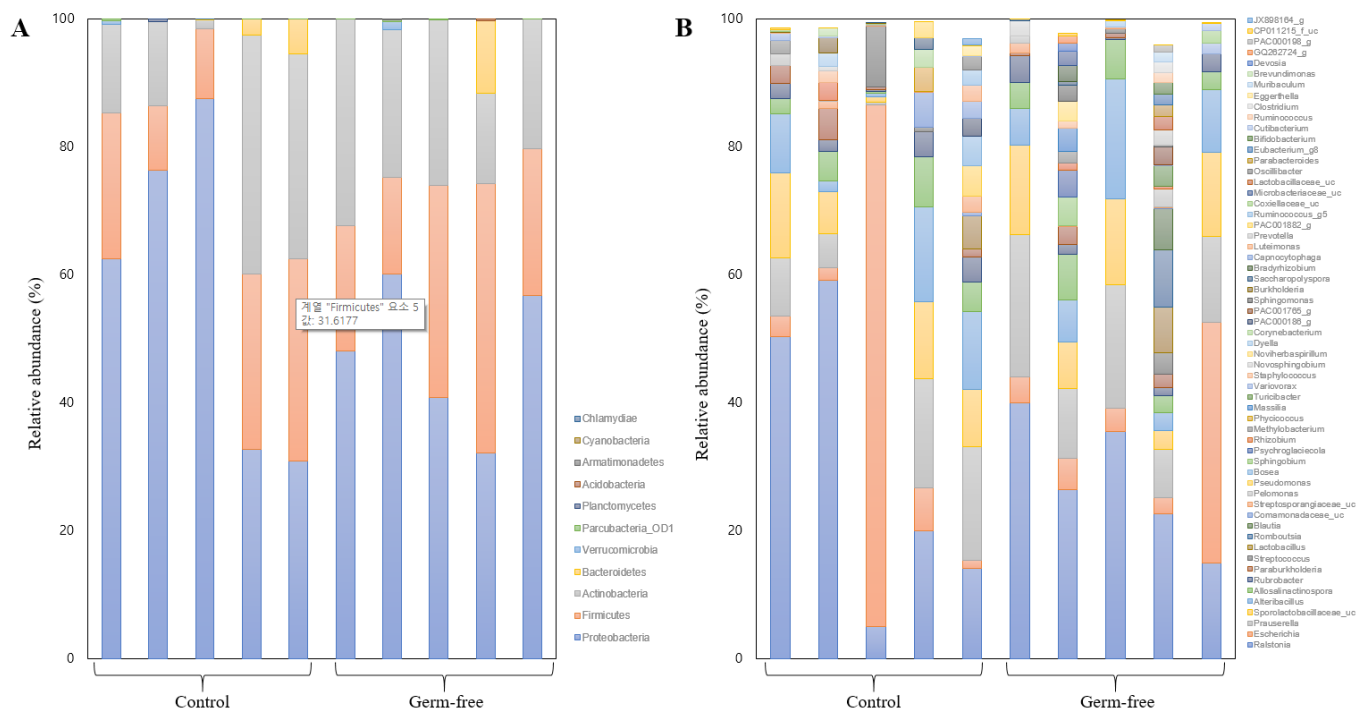 A
B
Relative abundance (%)
100
80
60
40
20
0
계열 "Firmicutes" 요소 5
값: 31.6177
Chlamydiae
Cyanobacteria
Armatimonadetes
Acidobacteria
Planctomycetes
Parcubacteria_OD1
Verrucomicrobia
Bacteroidetes
Actinobacteria
Firmicutes
Proteobacteria
Control
Germ-free
Relative abundance (%)
100
80
60
40
20
0
Control
Germ-free
JX898164_g
CP011215_f_uc
PAC000198_g
GQ262724_g
Devosia
Brevundimonas
Muribaculum
Eggerthella
Clostridium
Ruminococcus
Cutibacterium
Bifidobacterium
Eubacterium_g8
Parabacteroides
Oscillibacter
Lactobacillaceae_uc
Microbacteriaceae_uc
Coxiellaceae_uc
Ruminococcus_g5
PAC001882_g
Prevotella
Luteimonas
Capnocytophaga
Bradyrhizobium
Saccharopolyspora
Burkholderia
Sphingomonas
PAC001765_g
PAC000186_g
Corynebacterium
Dyella
Noviherbaspirillum
Novosphingobium
Staphylococcus
Variovorax
Turicibacter
Massilia
Phycicoccus
Methylobacterium
Rhizobium
Psychroglaciecola
Sphingobium
Bosea
Pseudomonas
Pelomonas
Streptosporangiaceae_uc
Comamonadaceae_uc
Blautia
Romboutsia
Lactobacillus
Streptococcus
Paraburkholderia
Rubrobacter
Allosalinactinospora
Alteribacillus
Sporolactobacillaceae_uc
Prauserella
Escherichia
Ralstonia